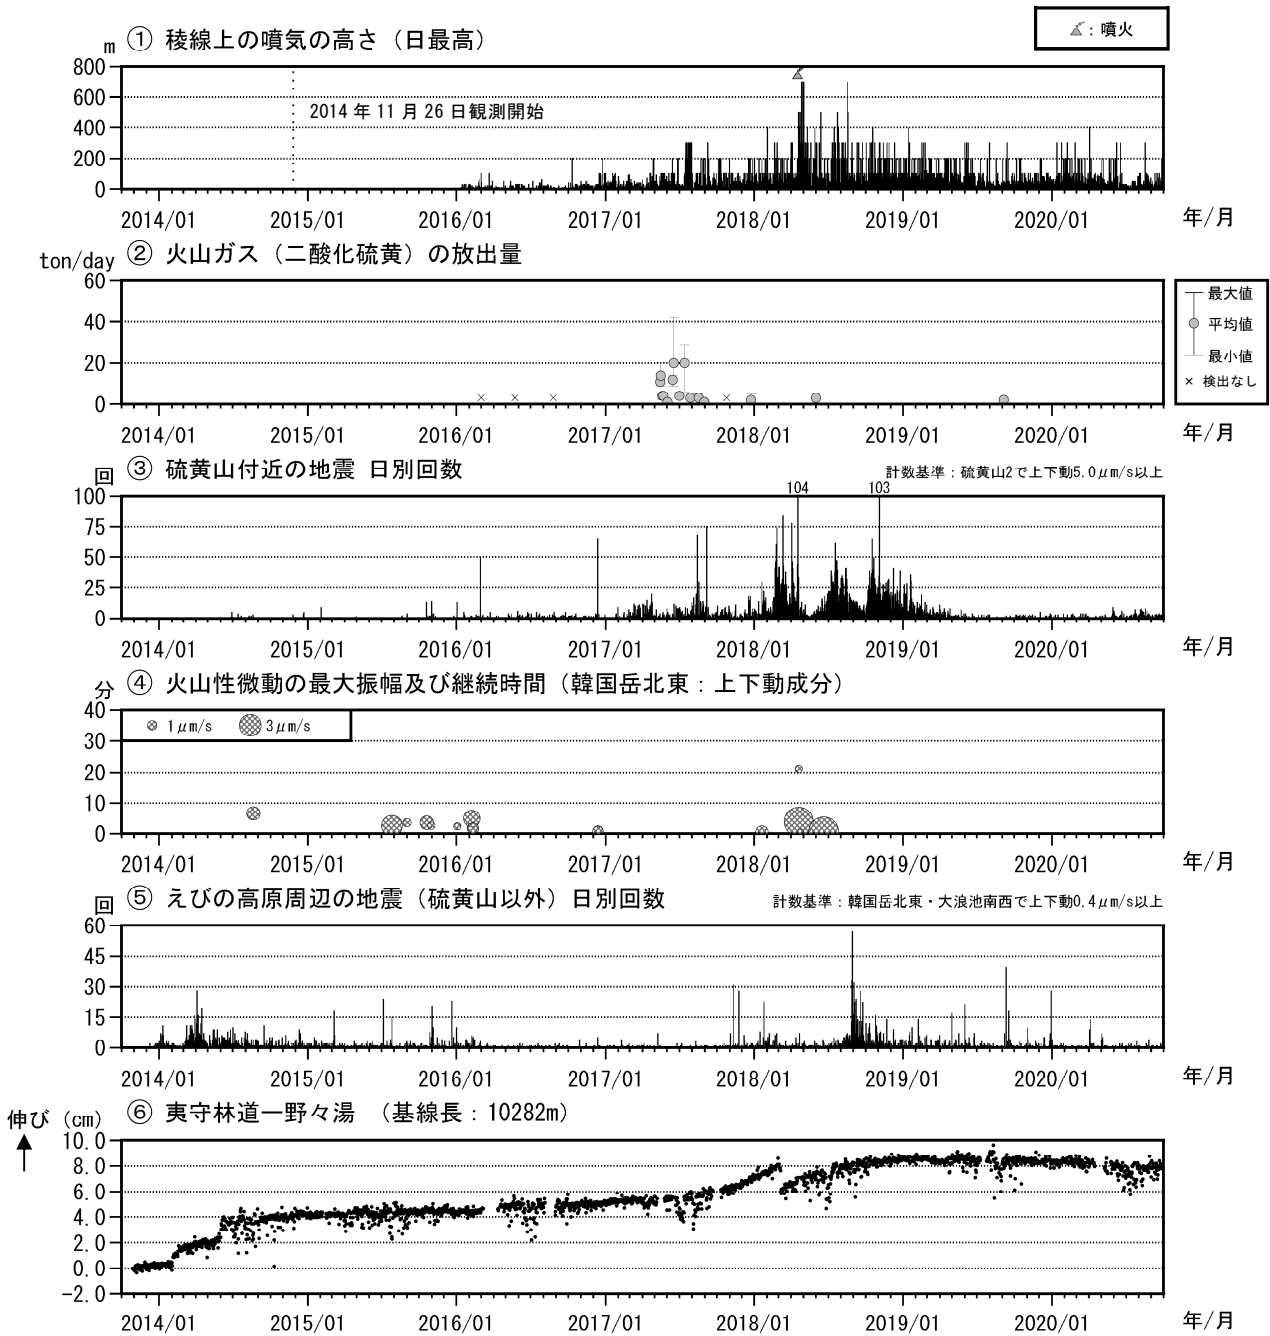 ：噴火
① 稜線上の噴気の高さ（日最高）
m
800
600
400
200
0
2014年11月26日観測開始
2014/01 2015/01 2016/01 2017/01 2018/01 2019/01 2020/01 年/月
② 火山ガス（二酸化硫黄）の放出量
ton/day
60
40
20
0
最大値
平均値
最小値
× 検出なし
2014/01 2015/01 2016/01 2017/01 2018/01 2019/01 2020/01 年/月
③ 硫黄山付近の地震 日別回数
計数基準：硫黄山2で上下動5.0μm/s以上
回
104 103
100
75
50
25
0
2014/01 2015/01 2016/01 2017/01 2018/01 2019/01 2020/01 年/月
④ 火山性微動の最大振幅及び継続時間（韓国岳北東：上下動成分）
分
40
30
20
10
0
1μm/s 3μm/s
2014/01 2015/01 2016/01 2017/01 2018/01 2019/01 2020/01 年/月
⑤ えびの高原周辺の地震（硫黄山以外）日別回数
計数基準：韓国岳北東・大浪池南西で上下動0.4μm/s以上
回
60
45
30
15
0
2014/01 2015/01 2016/01 2017/01 2018/01 2019/01 2020/01 年/月
⑥ 夷守林道－野々湯 （基線長：10282m）
伸び（cm）
10.0
8.0
6.0
4.0
2.0
0.0
-2.0
2014/01 2015/01 2016/01 2017/01 2018/01 2019/01 2020/01 年/月